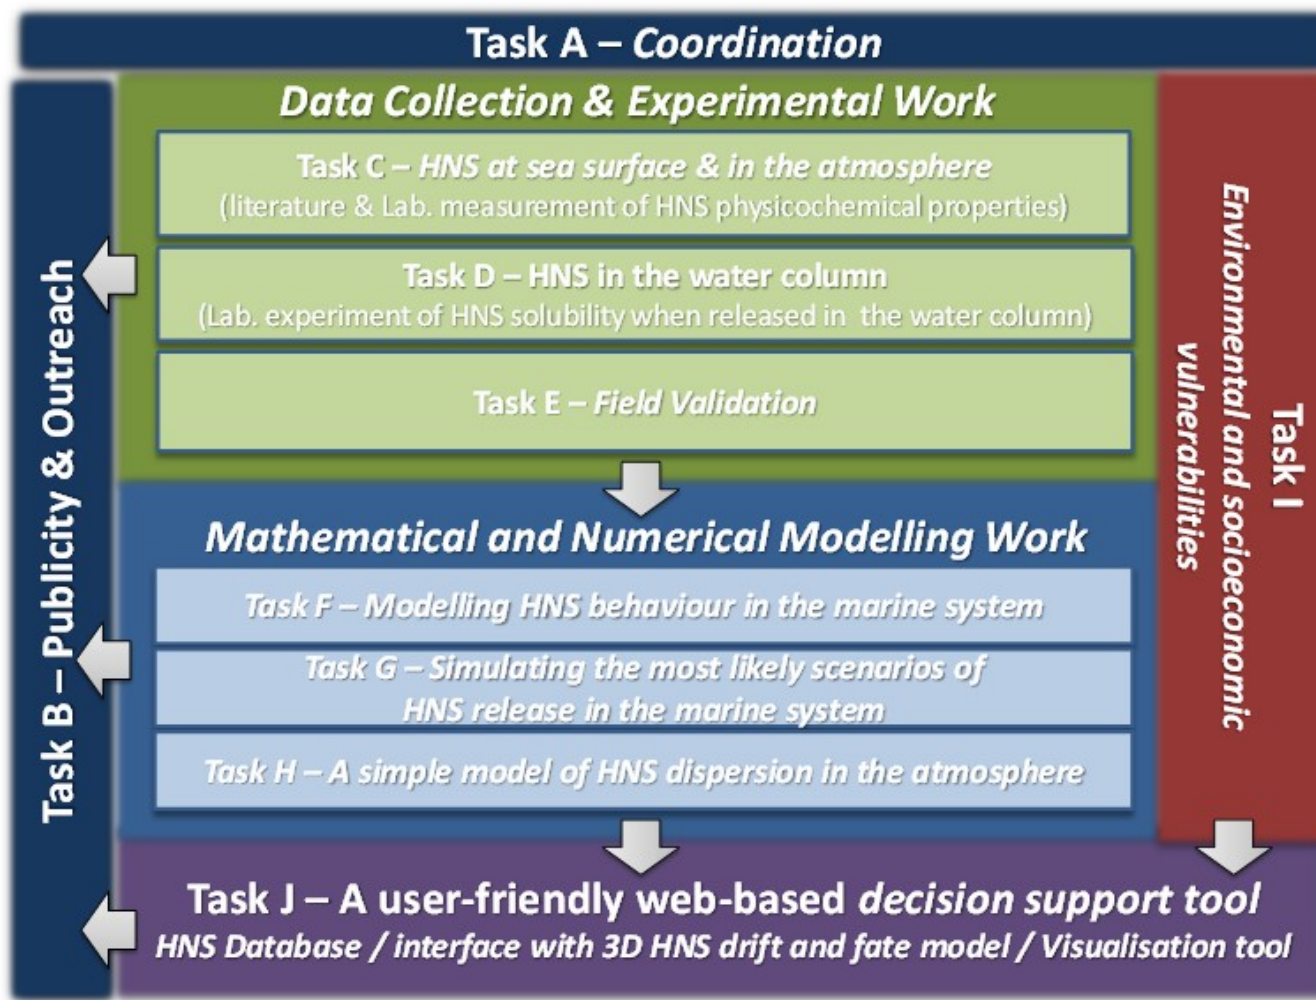 Task A – Coordination
Task B – Publicity & Outreach
Data Collection & Experimental Work
Task C – HNS at sea surface & in the atmosphere
(literature & Lab. measurement of HNS physicochemical properties)
Task D – HNS in the water column
(Lab. experiment of HNS solubility when released in the water column)
Task E – Field Validation
Mathematical and Numerical Modelling Work
Task F – Modelling HNS behaviour in the marine system
Task G – Simulating the most likely scenarios of
HNS release in the marine system
Task H – A simple model of HNS dispersion in the atmosphere
Task I
Environmental and socioeconomic
vulnerabilities
Task J – A user-friendly web-based decision support tool
HNS Database / interface with 3D HNS drift and fate model / Visualisation tool